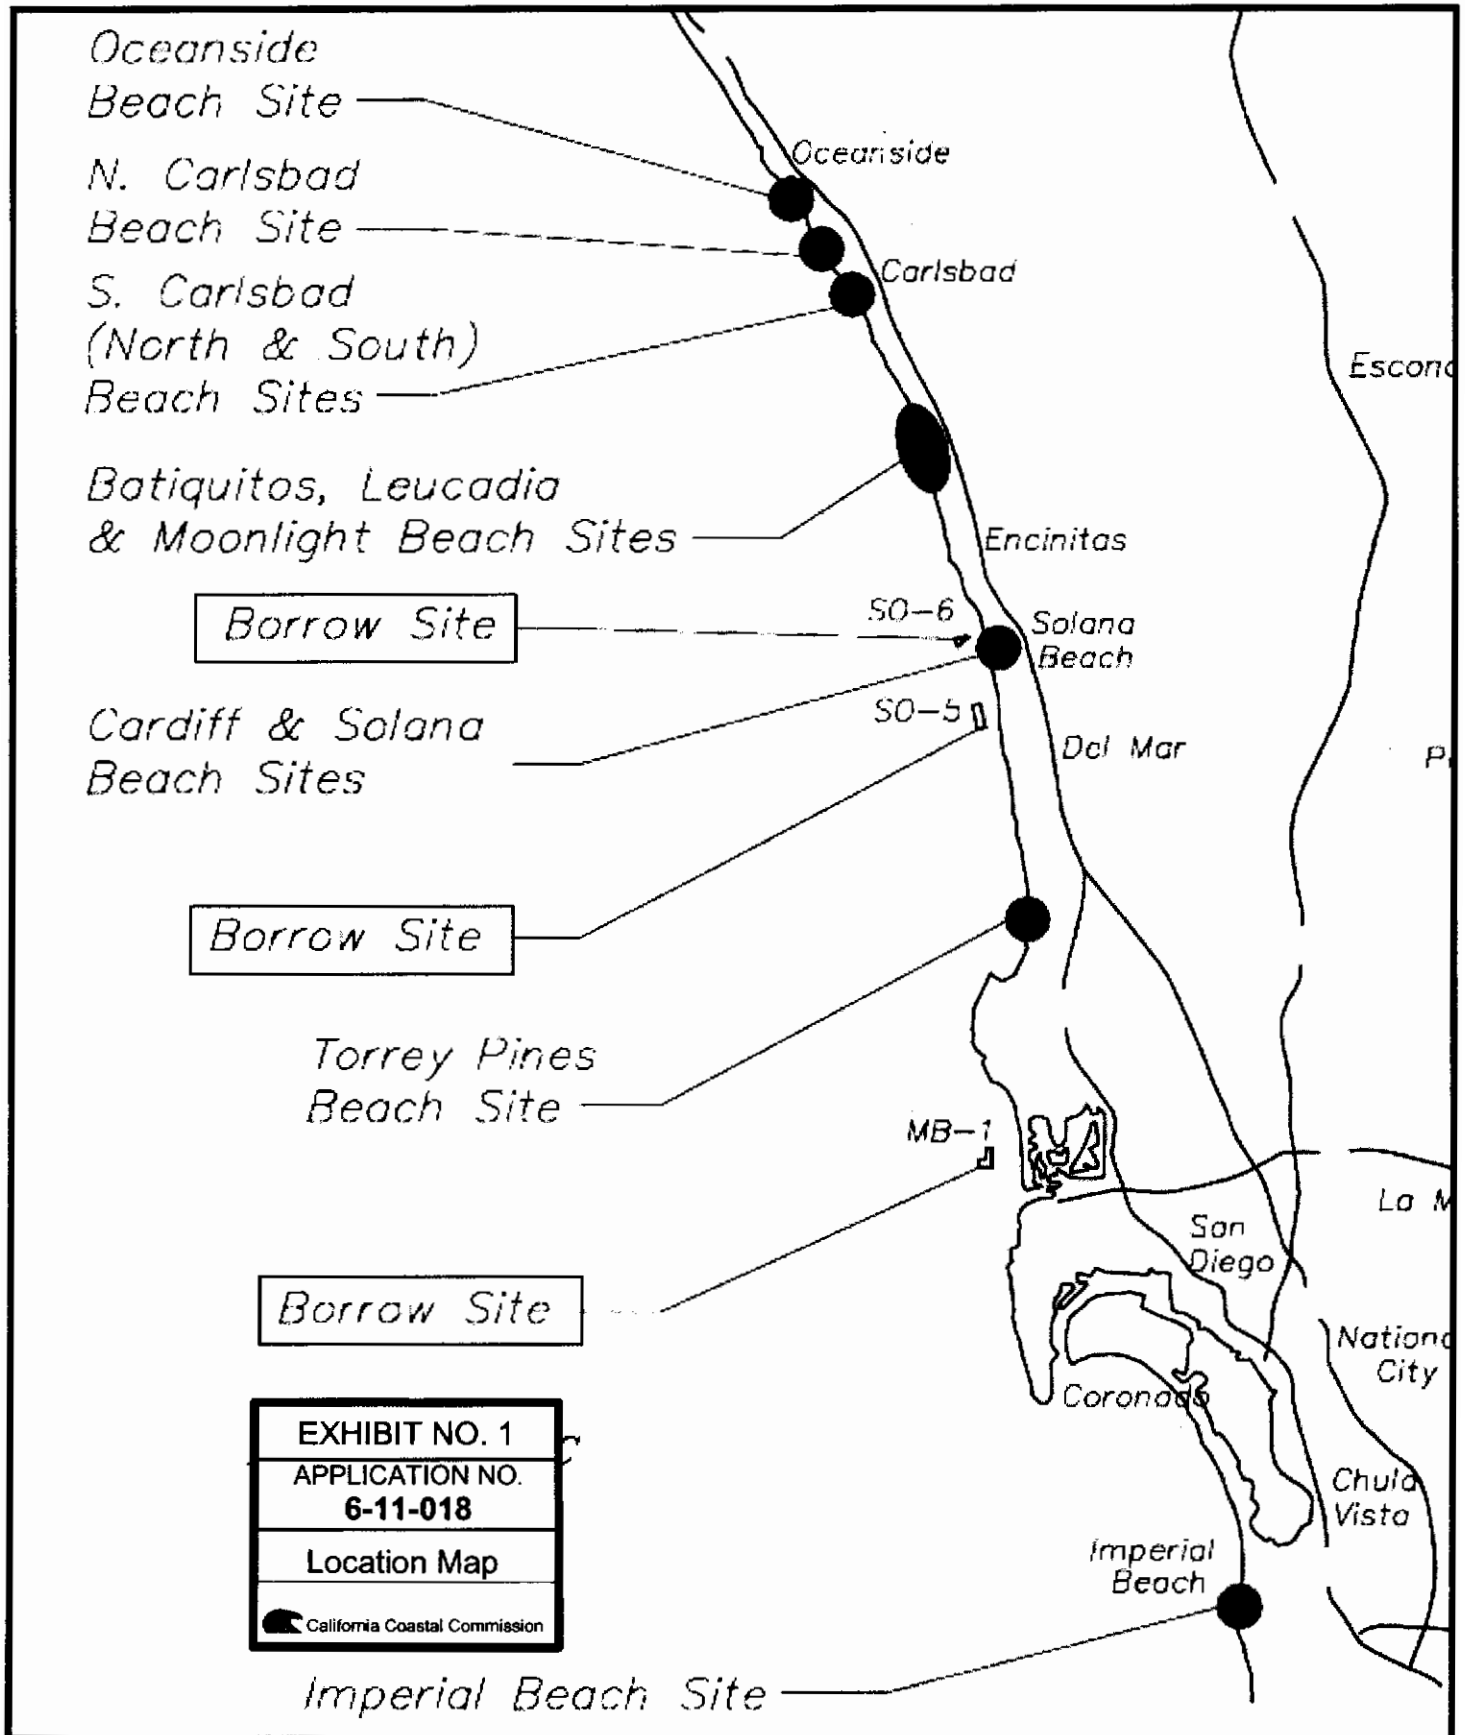 Oceanside
Beach Site
Oceanside
N. Carlsbad
Beach Site
Carlsbad
S. Carlsbad
(North & South)
Beach Sites
Batiquitos, Leucadia
& Moonlight Beach Sites
Encinitas
Borrow Site
SO-6
Solana
Beach
Cardiff & Solana
Beach Sites
SO-5
Del Mar
Borrow Site
Torrey Pines
Beach Site
MB-1
San
Diego
Borrow Site
City
Coronado
EXHIBIT NO. 1
APPLICATION NO.
6-11-018
Location Map
California Coastal Commission
Chula
Vista
Imperial
Beach
Imperial Beach Site